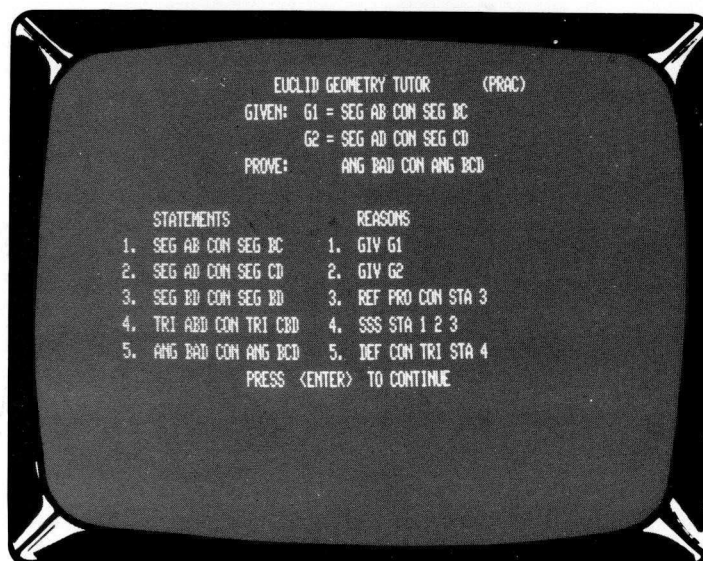 EUCLID GEOMETRY TUTOR (PRAC)
GIVEN: G1 = SEG AB CON SEG BC
G2 = SEG AD CON SEG CD
PROVE: ANG BAD CON ANG BCD
STATEMENTS REASONS
1. SEG AB CON SEG BC 1. GIV G1
2. SEG AD CON SEG CD 2. GIV G2
3. SEG BD CON SEG BD 3. REF PRO CON STA 3
4. TRI ABD CON TRI CBD 4. SSS STA 1 2 3
5. ANG BAD CON ANG BCD 5. DEF CON TRI STA 4
PRESS <ENTER> TO CONTINUE